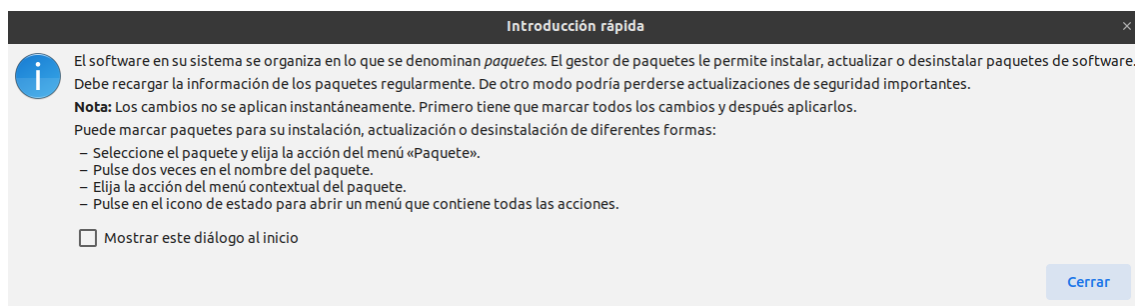 Introducción rápida
El software en su sistema se organiza en lo que se denominan paquetes. El gestor de paquetes le permite instalar, actualizar o desinstalar paquetes de software.
Debe recargar la información de los paquetes regularmente. De otro modo podría perderse actualizaciones de seguridad importantes.
Nota: Los cambios no se aplican instantáneamente. Primero tiene que marcar todos los cambios y después aplicarlos.
Puede marcar paquetes para su instalación, actualización o desinstalación de diferentes formas:
– Seleccione el paquete y elija la acción del menú «Paquete».
– Pulse dos veces en el nombre del paquete.
– Elija la acción del menú contextual del paquete.
– Pulse en el icono de estado para abrir un menú que contiene todas las acciones.
Mostrar este diálogo al inicio
Cerrar